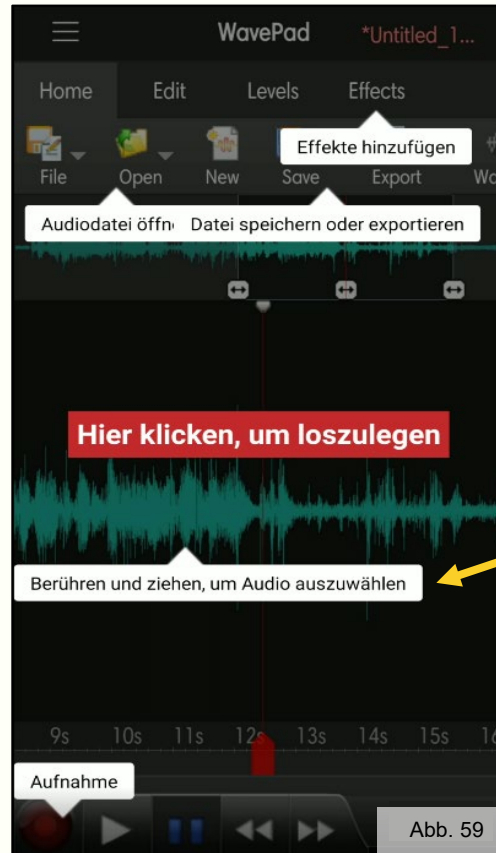 WavePad *Untitled_1...
Home Edit Levels Effects
Effekte hinzufügen
File Open New Save Export
Audiodatei öffn Datei speichern oder exportieren
Hier klicken, um loszulegen
Berühren und ziehen, um Audio auszuwählen
9s 10s 11s 12s 13s 14s 15s
Aufnahme
Abb. 59